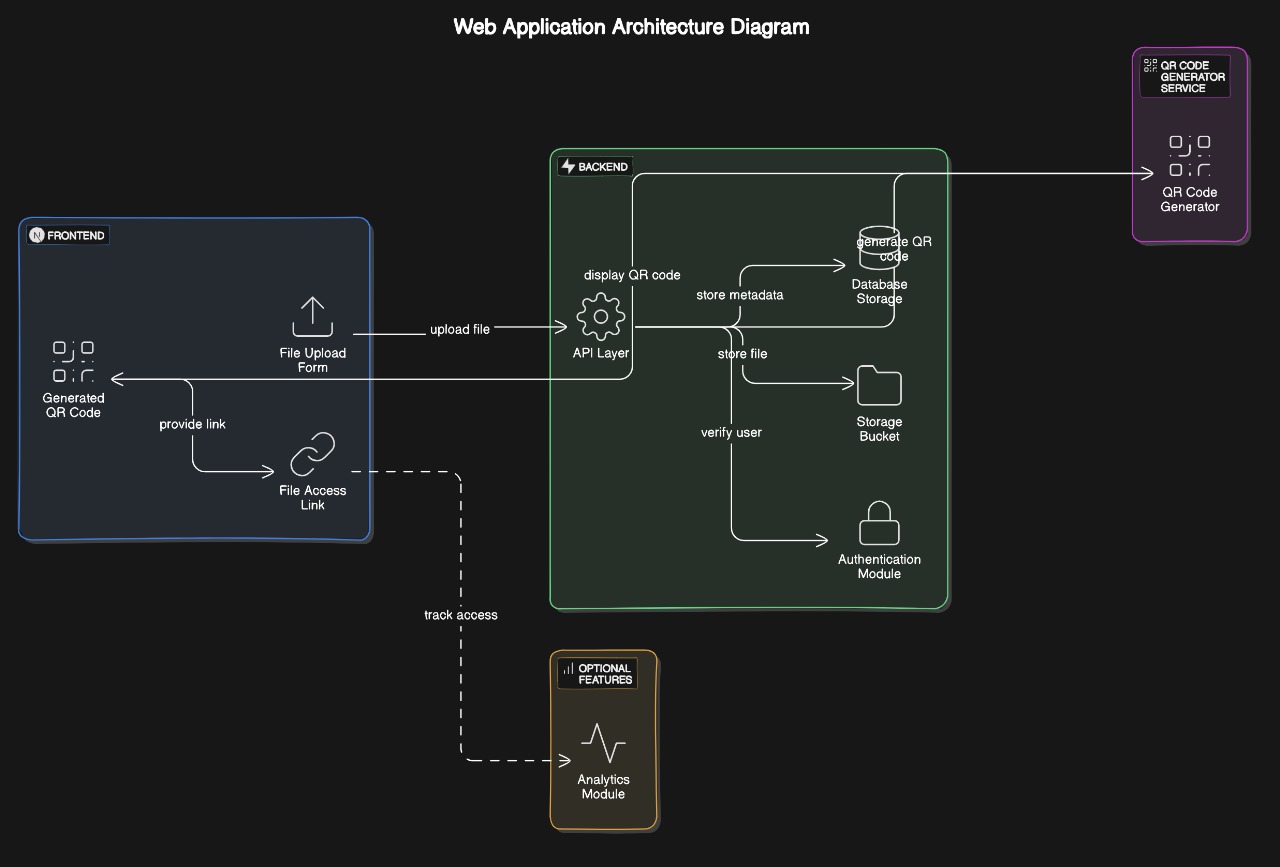 Web Application Architecture Diagram
QR CODE
GENERATOR
SERVICE
QR Code
Generator
BACKEND
display QR code
API Layer
generate QR
code
Database
Storage
store metadata
store file
Storage
Bucket
verify user
Authentication
Module
N FRONTEND
File Upload
Form
upload file
Generated
QR Code
provide link
File Access
Link
track access
OPTIONAL
FEATURES
Analytics
Module